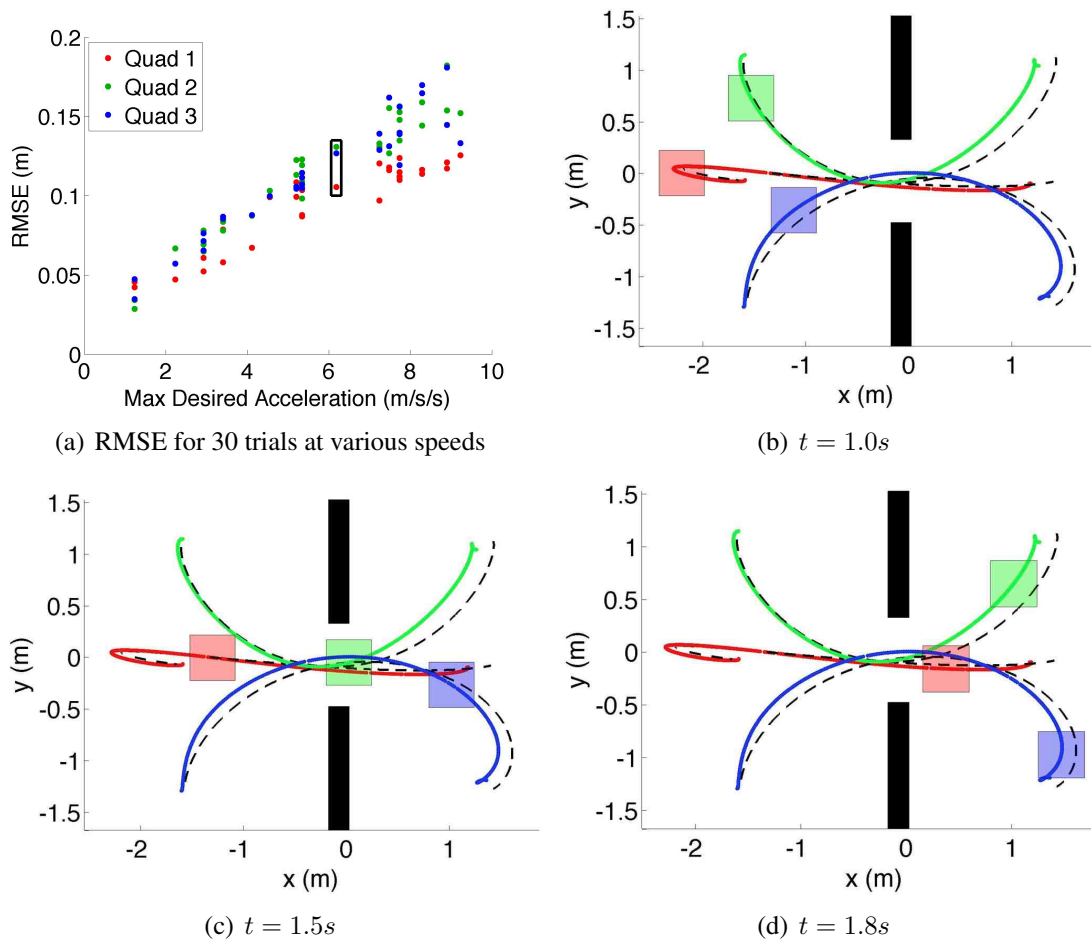 0.2
0.15
0.1
0.05
0
RMSE (m)
Quad 1
Quad 2
Quad 3
0 2 4 6 8 10
Max Desired Acceleration (m/s/s)
(a) RMSE for 30 trials at various speeds
1.5
1
0.5
0
-0.5
-1
-1.5
y (m)
-2 -1 0 1
x (m)
(b) t = 1.0s
1.5
1
0.5
0
-0.5
-1
-1.5
y (m)
-2 -1 0 1
x (m)
(c) t = 1.5s
1.5
1
0.5
0
-0.5
-1
-1.5
y (m)
-2 -1 0 1
x (m)
(d) t = 1.8s